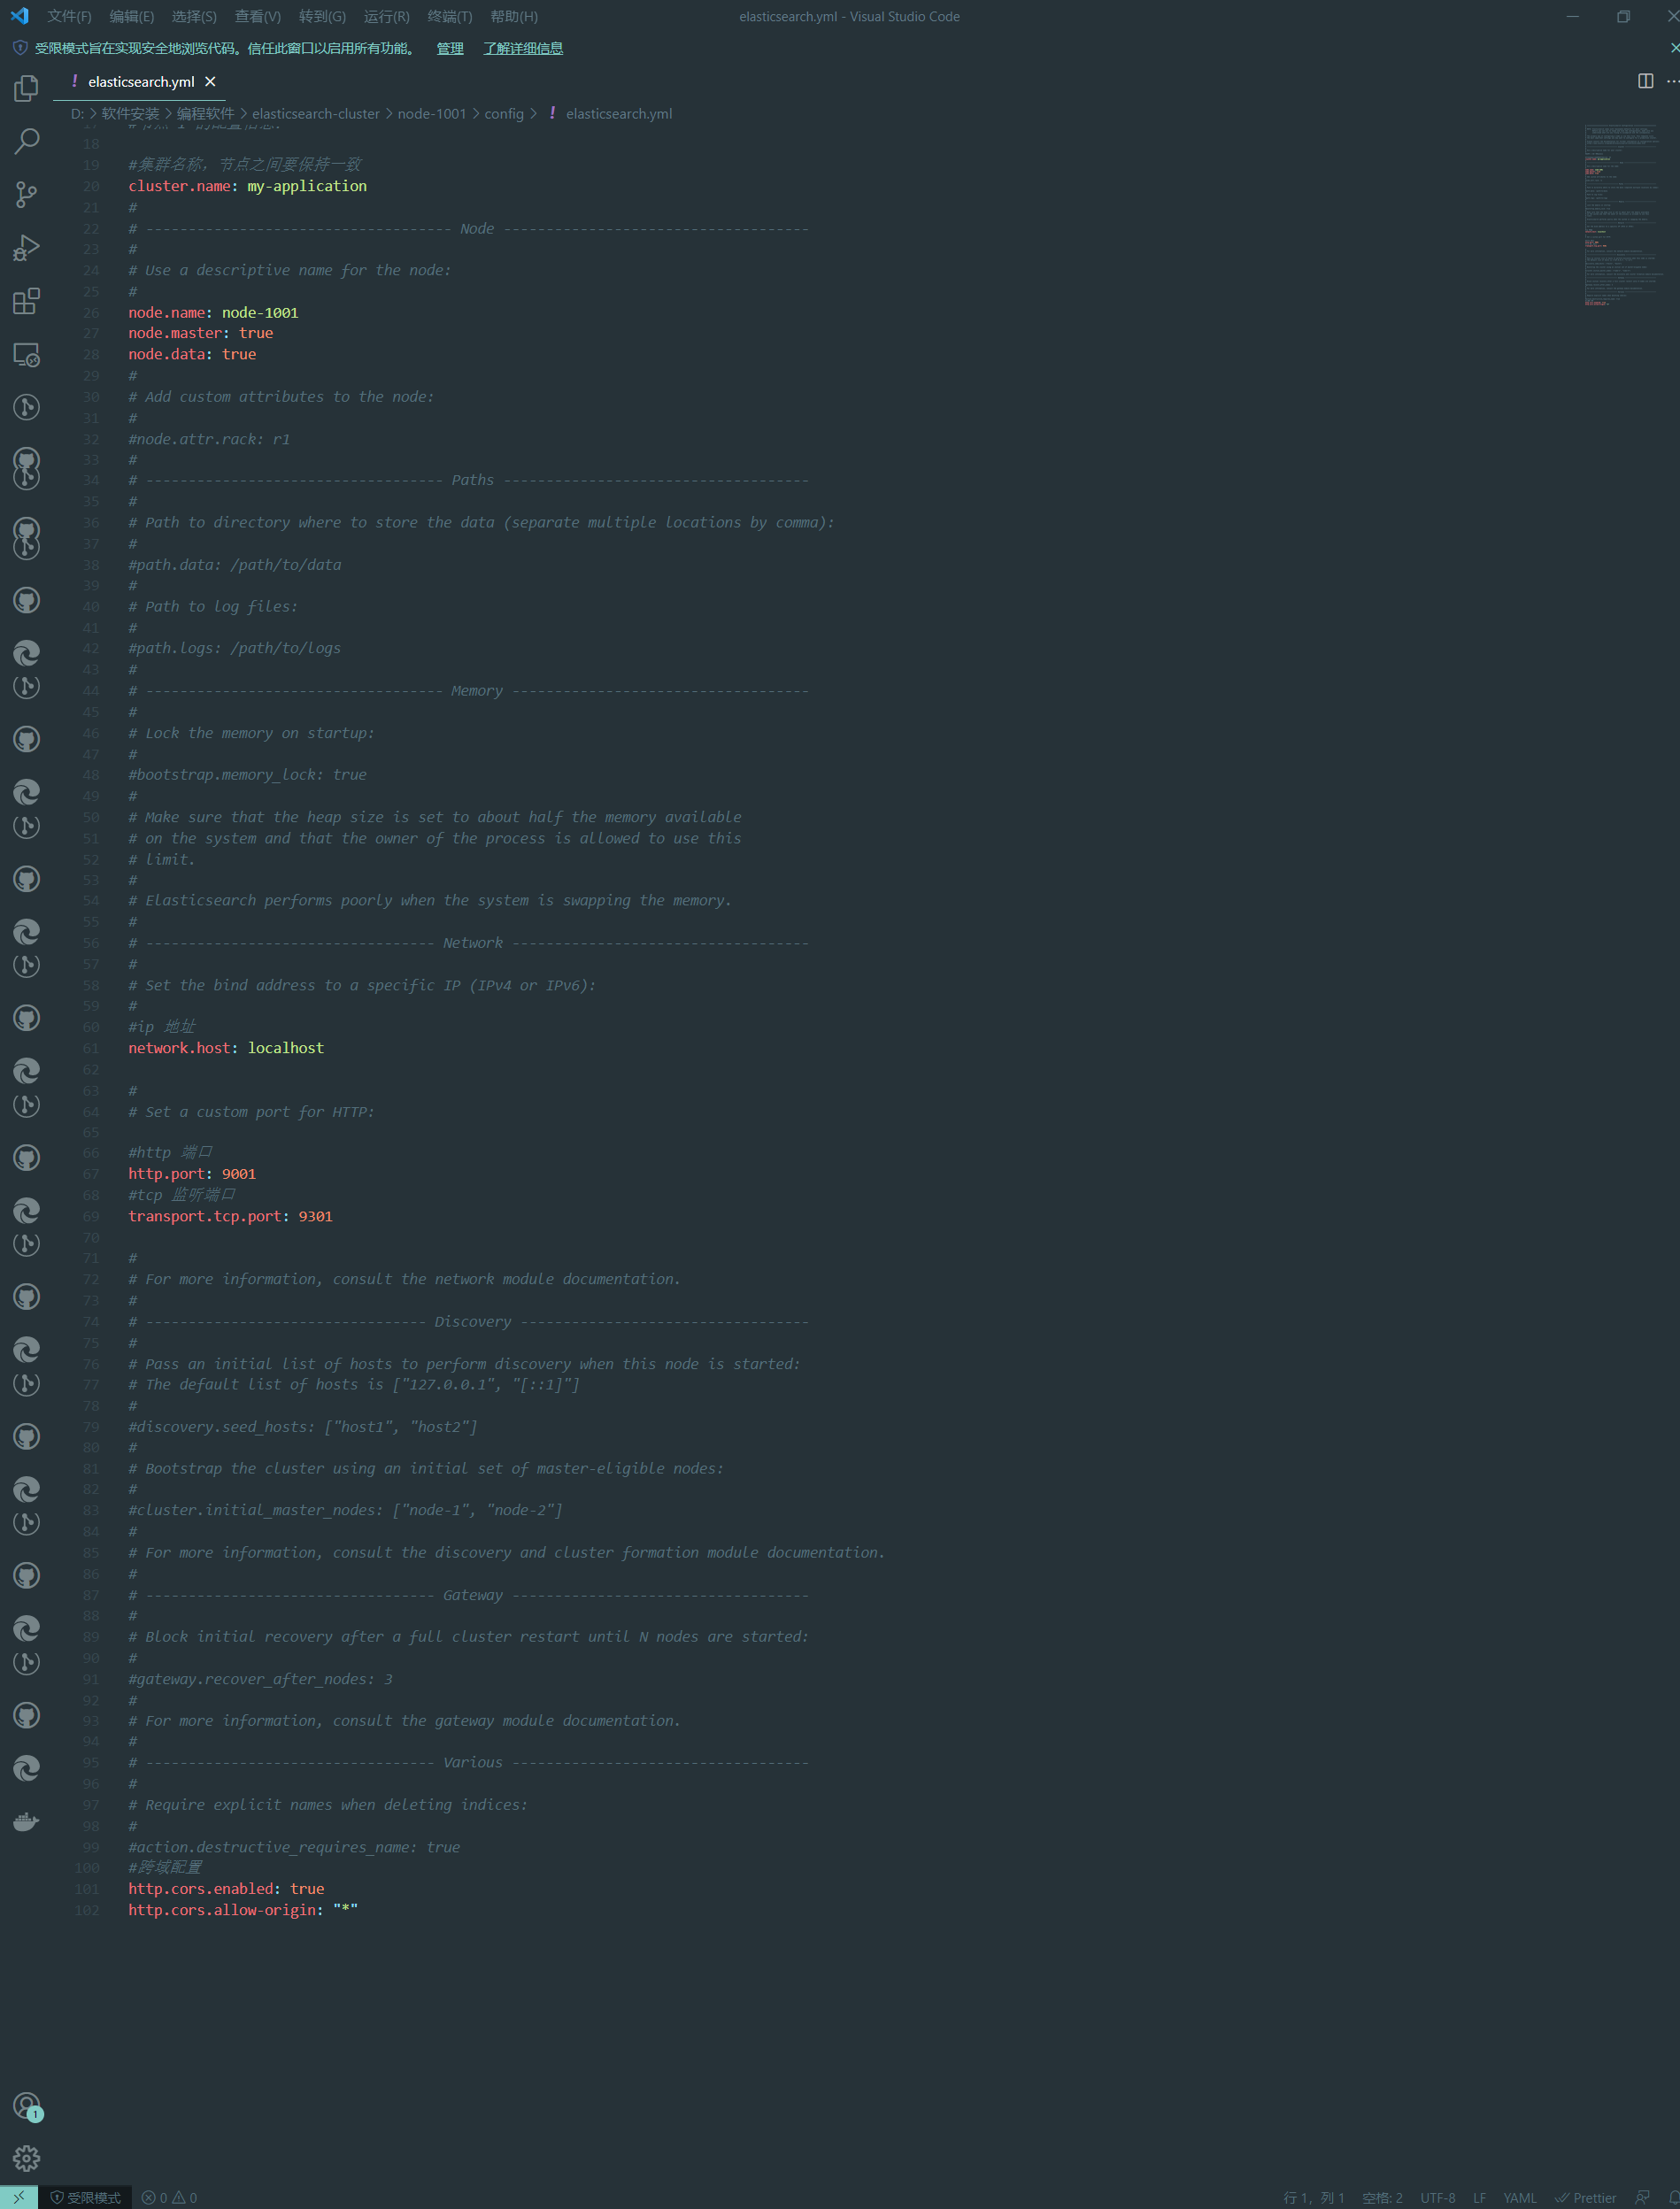 文件(F) 编辑(E) 选择(S) 查看(V) 转到(G) 运行(R) 终端(T) 帮助(H) elasticsearch.yml - Visual Studio Code
受限模式旨在实现安全地浏览代码。信任此窗口以启用所有功能。 管理 了解详细信息
! elasticsearch.yml
D: > 软件安装 > 编程软件 > elasticsearch-cluster > node-1001 > config > ! elasticsearch.yml
17 #节点 1 的配置信息:
18
19 #集群名称，节点之间要保持一致
20 cluster.name: my-application
21 #
22 # ------------------------------------ Node ------------------------------------
23 #
24 # Use a descriptive name for the node:
25 #
26 node.name: node-1001
27 node.master: true
28 node.data: true
29 #
30 # Add custom attributes to the node:
31 #
32 #node.attr.rack: r1
33 #
34 # ----------------------------------- Paths ------------------------------------
35 #
36 # Path to directory where to store the data (separate multiple locations by comma):
37 #
38 #path.data: /path/to/data
39 #
40 # Path to log files:
41 #
42 #path.logs: /path/to/logs
43 #
44 # ----------------------------------- Memory -----------------------------------
45 #
46 # Lock the memory on startup:
47 #
48 #bootstrap.memory_lock: true
49 #
50 # Make sure that the heap size is set to about half the memory available
51 # on the system and that the owner of the process is allowed to use this
52 # limit.
53 #
54 # Elasticsearch performs poorly when the system is swapping the memory.
55 #
56 # ---------------------------------- Network -----------------------------------
57 #
58 # Set the bind address to a specific IP (IPv4 or IPv6):
59 #
60 #ip 地址
61 network.host: localhost
62
63 #
64 # Set a custom port for HTTP:
65
66 #http 端口
67 http.port: 9001
68 #tcp 监听端口
69 transport.tcp.port: 9301
70
71 #
72 # For more information, consult the network module documentation.
73 #
74 # --------------------------------- Discovery ----------------------------------
75 #
76 # Pass an initial list of hosts to perform discovery when this node is started:
77 # The default list of hosts is ["127.0.0.1", "[::1]"]
78 #
79 #discovery.seed_hosts: ["host1", "host2"]
80 #
81 # Bootstrap the cluster using an initial set of master-eligible nodes:
82 #
83 #cluster.initial_master_nodes: ["node-1", "node-2"]
84 #
85 # For more information, consult the discovery and cluster formation module documentation.
86 #
87 # ---------------------------------- Gateway -----------------------------------
88 #
89 # Block initial recovery after a full cluster restart until N nodes are started:
90 #
91 #gateway.recover_after_nodes: 3
92 #
93 # For more information, consult the gateway module documentation.
94 #
95 # ---------------------------------- Various -----------------------------------
96 #
97 # Require explicit names when deleting indices:
98 #
99 #action.destructive_requires_name: true
100 #跨域配置
101 http.cors.enabled: true
102 http.cors.allow-origin: "*"
1
受限模式 0 0 行 1，列 1 空格: 2 UTF-8 LF YAML Prettier